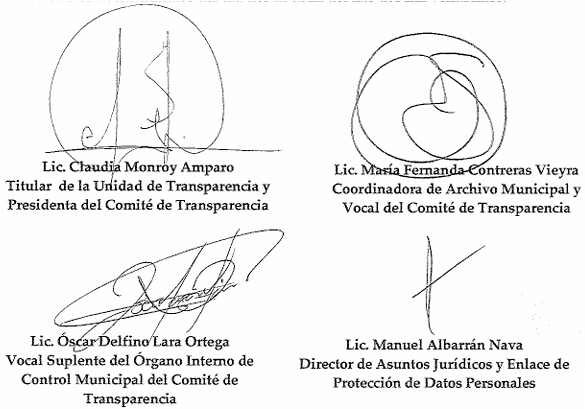 Lic. Claudia Monroy Amparo
Titular de la Unidad de Transparencia y
Presidenta del Comité de Transparencia
Lic. María Fernanda Contreras Vieyra
Coordinadora de Archivo Municipal y
Vocal del Comité de Transparencia
Lic. Óscar Delfino Lara Ortega
Vocal Suplente del Órgano Interno de
Control Municipal del Comité de
Transparencia
Lic. Manuel Albarrán Nava
Director de Asuntos Jurídicos y Enlace de
Protección de Datos Personales